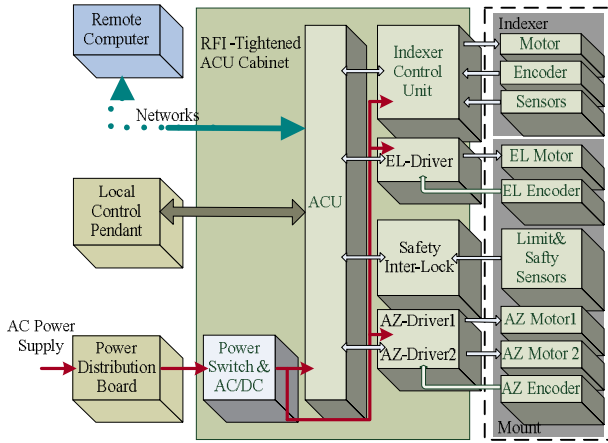 Remote
Computer
RFI-Tightened
ACU Cabinet
Networks
Local
Control
Pendant
AC Power
Supply
Power
Distribution
Board
Power
Switch &
AC/DC
ACU
Indexer
Control
Unit
EL-Driver
Safety
Inter-Lock
AZ-Driver1
AZ-Driver2
Indexer
Motor
Encoder
Sensors
EL Motor
EL Encoder
Limit&
Safty
Sensors
AZ Motor1
AZ Motor 2
AZ Encoder
Mount